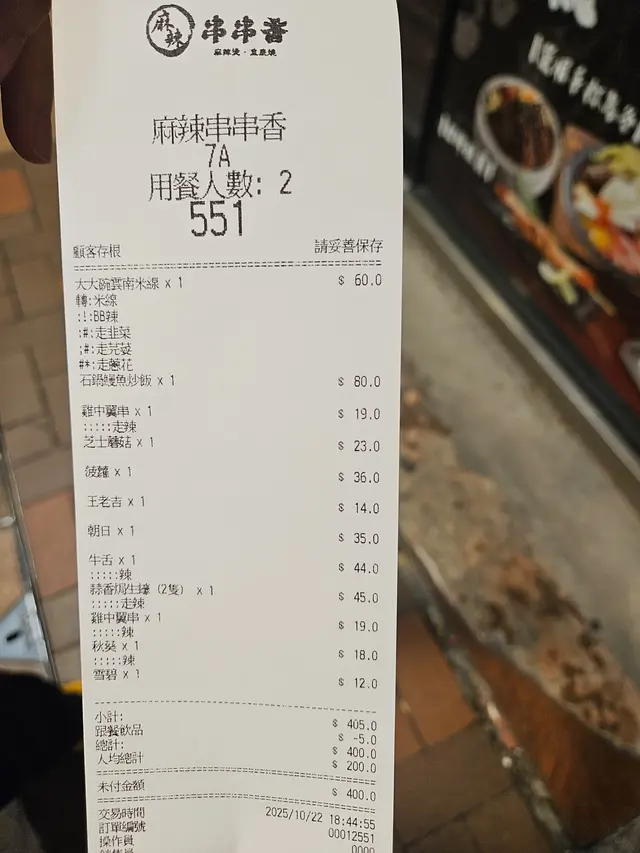 麻辣
串串香
麻辣燙·直康燒
麻辣串串香
7A
用餐人數: 2
551
顧客存根 請妥善保存
大大碗雲南米線 x 1 $ 60.0
轉:米線
:!:BB辣
:#:走韭菜
;#:走芫荽
#*:走蔥花
石鍋鰻魚炒飯 x 1 $ 80.0
雞中翼串 x 1 $ 19.0
:::::走辣
芝士蘑菇 x 1 $ 23.0
菠蘿 x 1 $ 36.0
王老吉 x 1 $ 14.0
朝日 x 1 $ 35.0
牛舌 x 1 $ 44.0
:::::辣
蒜香焗生蠔 (2隻) x 1 $ 45.0
:::::走辣
雞中翼串 x 1 $ 19.0
:::::辣
秋葵 x 1 $ 18.0
:::::辣
雪碧 x 1 $ 12.0
小計: $ 405.0
跟餐飲品 $ -5.0
總計: $ 400.0
人均總計 $ 200.0
未付金額 $ 400.0
交易時間 2025/10/22 18:44:55
訂單編號 00012551
操作員 0000